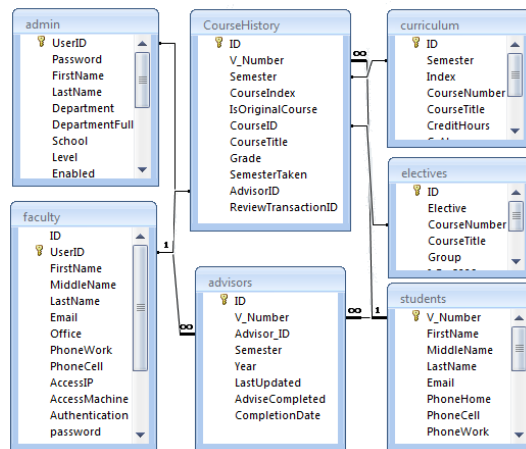 admin
UserID
Password
FirstName
LastName
Department
DepartmentFull
School
Level
Enabled
CourseHistory
ID
V_Number
Semester
CourseIndex
IsOriginalCourse
CourseID
CourseTitle
Grade
SemesterTaken
AdvisorID
ReviewTransactionID
∞
curriculum
ID
Semester
Index
CourseNumber
CourseTitle
CreditHours
electives
ID
Elective
CourseNumber
CourseTitle
Group
faculty
ID
UserID
FirstName
MiddleName
LastName
Email
Office
PhoneWork
PhoneCell
AccessIP
AccessMachine
Authentication
password
1
∞
advisors
ID
V_Number
Advisor_ID
Semester
Year
LastUpdated
AdviseCompleted
CompletionDate
∞
1
students
V_Number
FirstName
MiddleName
LastName
Email
PhoneHome
PhoneCell
PhoneWork